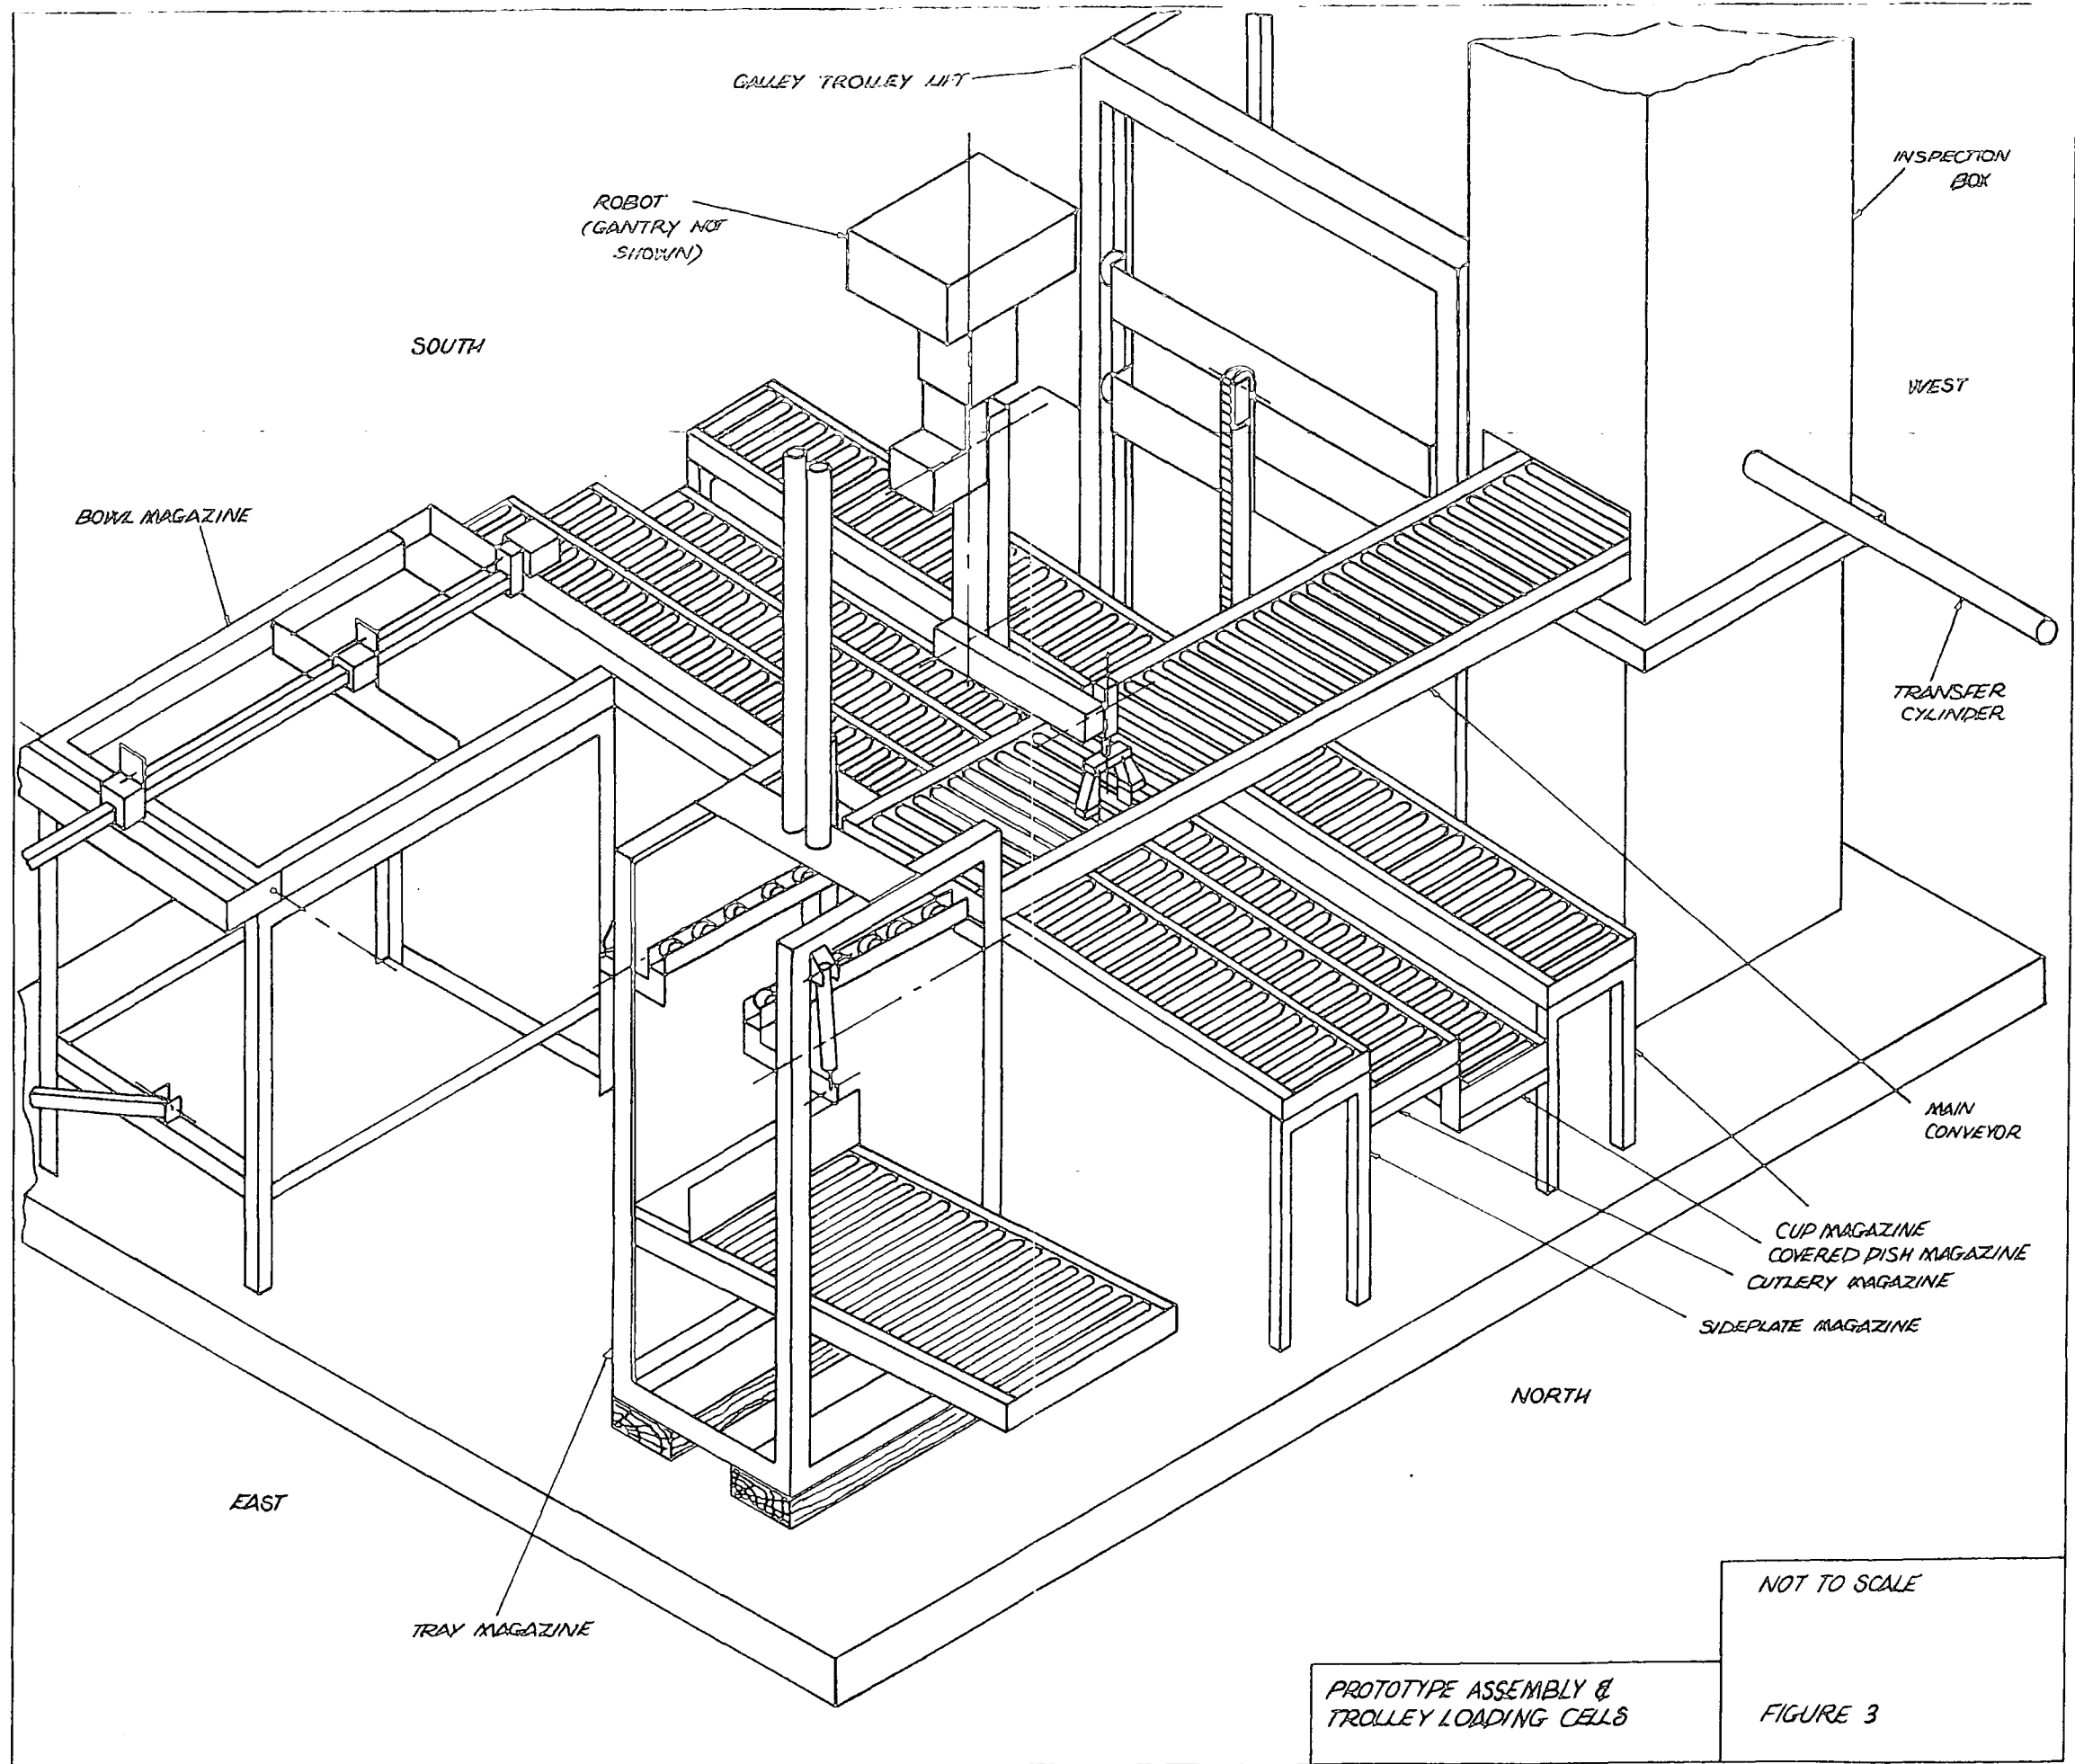 GALLEY TROLLEY LIFT
INSPECTION
BOX
ROBOT
(GANTRY NOT
SHOWN)
SOUTH
WEST
BOWL MAGAZINE
TRANSFER
CYLINDER
MAIN
CONVEYOR
CUP MAGAZINE
COVERED DISH MAGAZINE
CUTLERY MAGAZINE
SIDEPLATE MAGAZINE
NORTH
EAST
TRAY MAGAZINE
NOT TO SCALE
PROTOTYPE ASSEMBLY &
TROLLEY LOADING CELLS
FIGURE 3